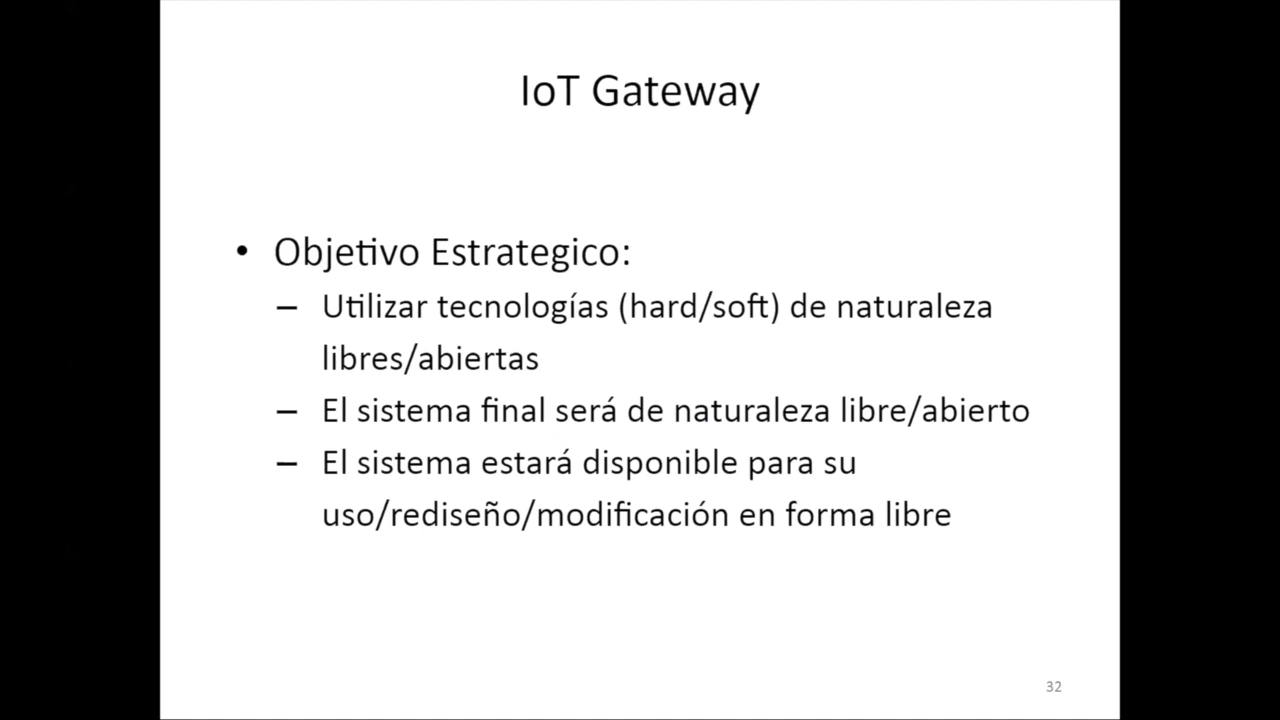 IoT Gateway
• Objetivo Estrategico:
– Utilizar tecnologías (hard/soft) de naturaleza
libres/abiertas
– El sistema final será de naturaleza libre/abierto
– El sistema estará disponible para su
uso/rediseño/modificación en forma libre
32